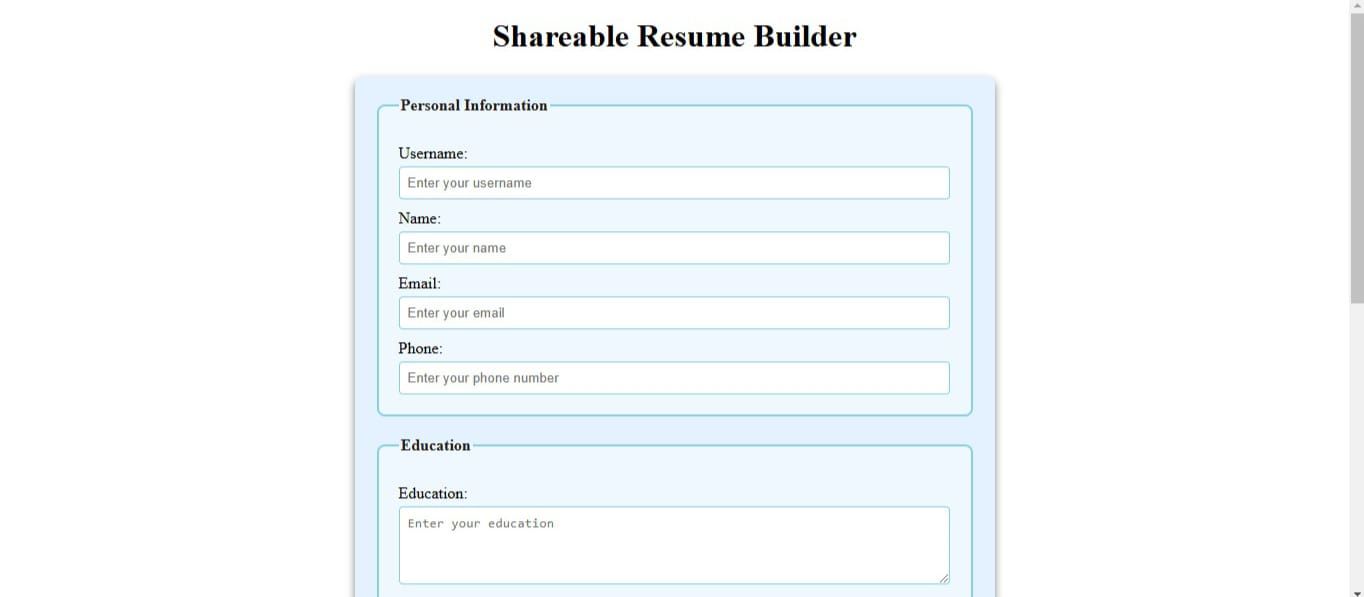 Shareable Resume Builder
Personal Information
Username:
Enter your username
Name:
Enter your name
Email:
Enter your email
Phone:
Enter your phone number
Education
Education:
Enter your education